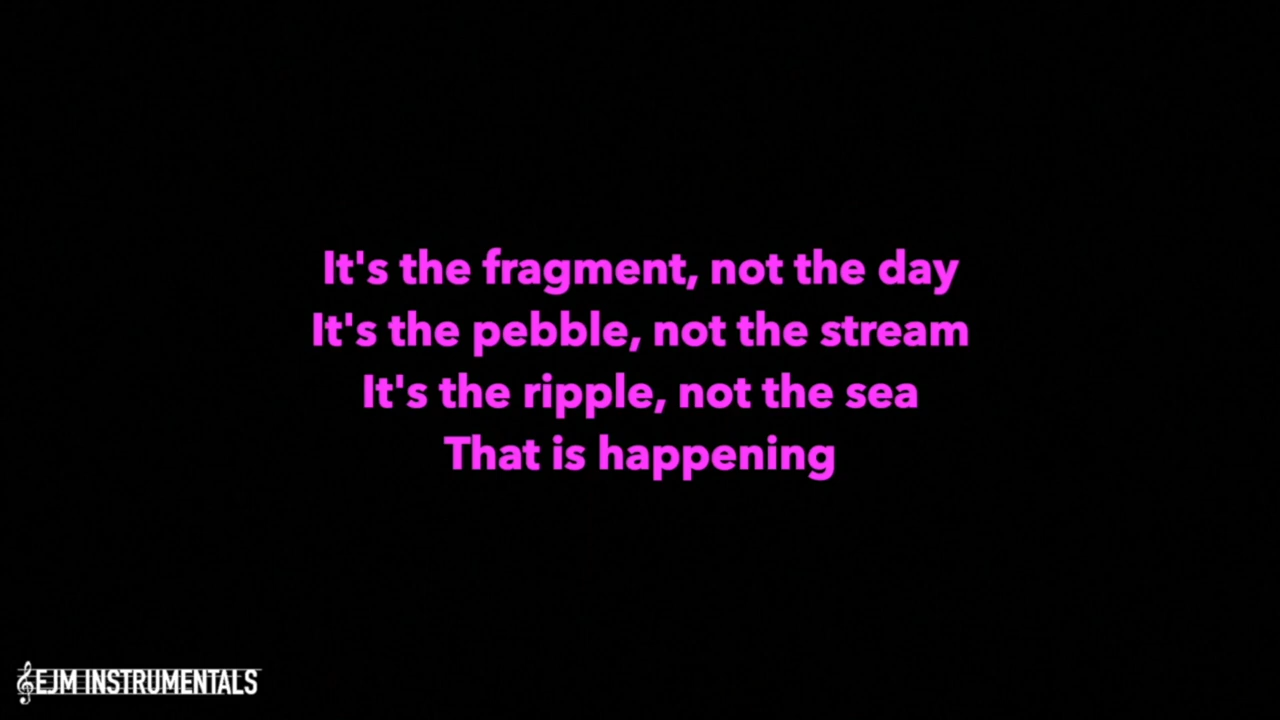 It's the fragment, not the day
It's the pebble, not the stream
It's the ripple, not the sea
That is happening
EJM INSTRUMENTALS